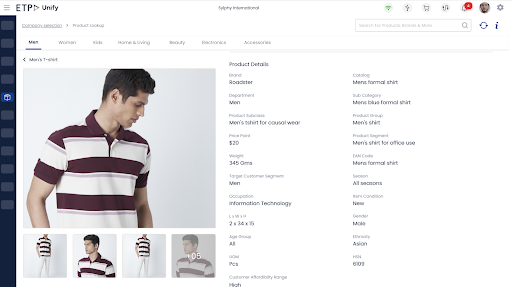 ETP Unify
Sulphy International
4
Company Selection > Product Lookup
Search for Products, Brands & More
Men Women Kids Home & Living Beauty Electronics Accessories
< Men's T-shirt
Product Details
Brand Catalog
Roadster Mens formal shirt
Department Sub Category
Men Mens blue formal shirt
Product Subclass Product Group
Men's tshirt for causal wear Men's shirt
Price Point Product Segment
$20 Men's shirt for office use
Weight EAN Code
345 Gms Mens formal shirt
Target Customer Segment Season
Men All seasons
Occupation Item Condition
Information Technology New
L x W x H Gender
2 x 34 x 15 Male
Age Group Ethnicity
All Asian
UOM HSN
Pcs 6109
Customer Affordability Range
High
+06